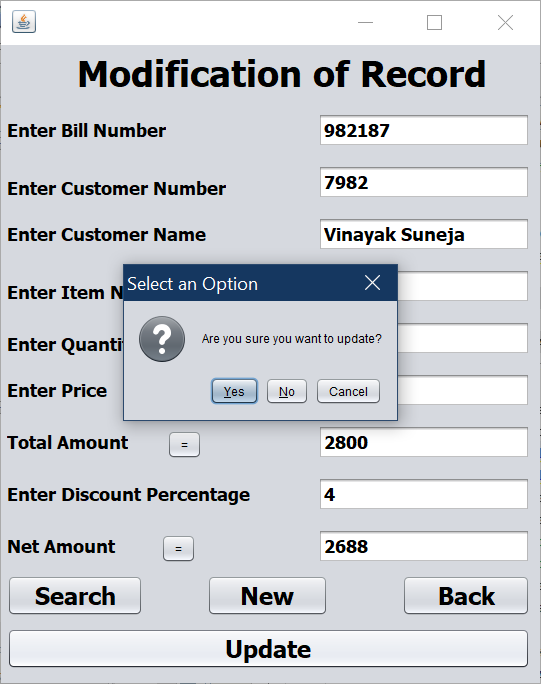 Modification of Record
Enter Bill Number 982187
Enter Customer Number 7982
Enter Customer Name Vinayak Suneja
Select an Option
Enter Item N
?
Are you sure you want to update?
Enter Quantit
Enter Price
Yes No Cancel
Total Amount = 2800
Enter Discount Percentage 4
Net Amount = 2688
Search New Back
Update